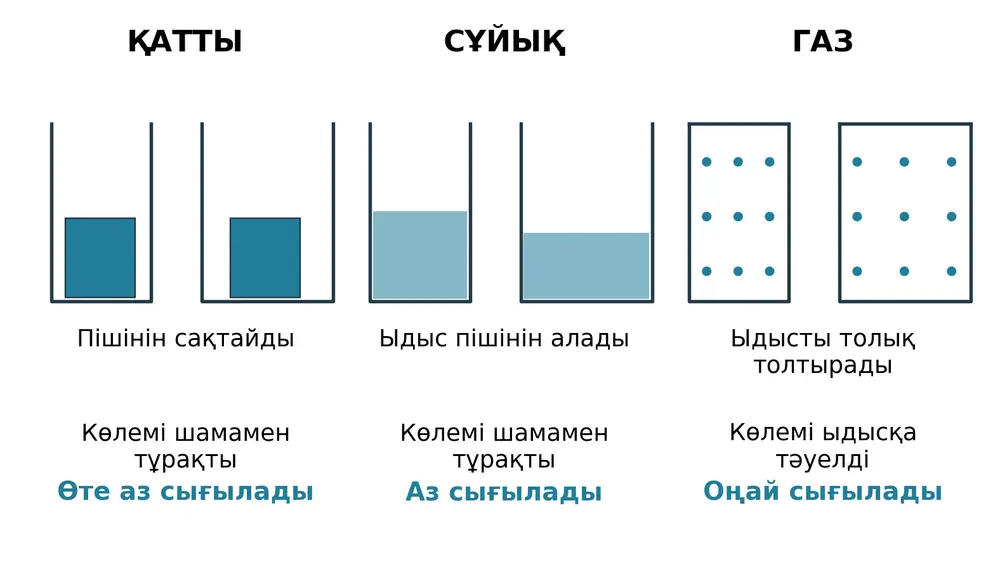 ҚАТТЫ
СҰЙЫҚ
ГАЗ
Пішінін сақтайды
Ыдыс пішінін алады
Ыдысты толық
толтырады
Көлемі шамамен
тұрақты
Өте аз сығылады
Көлемі шамамен
тұрақты
Аз сығылады
Көлемі ыдысқа
тәуелді
Оңай сығылады